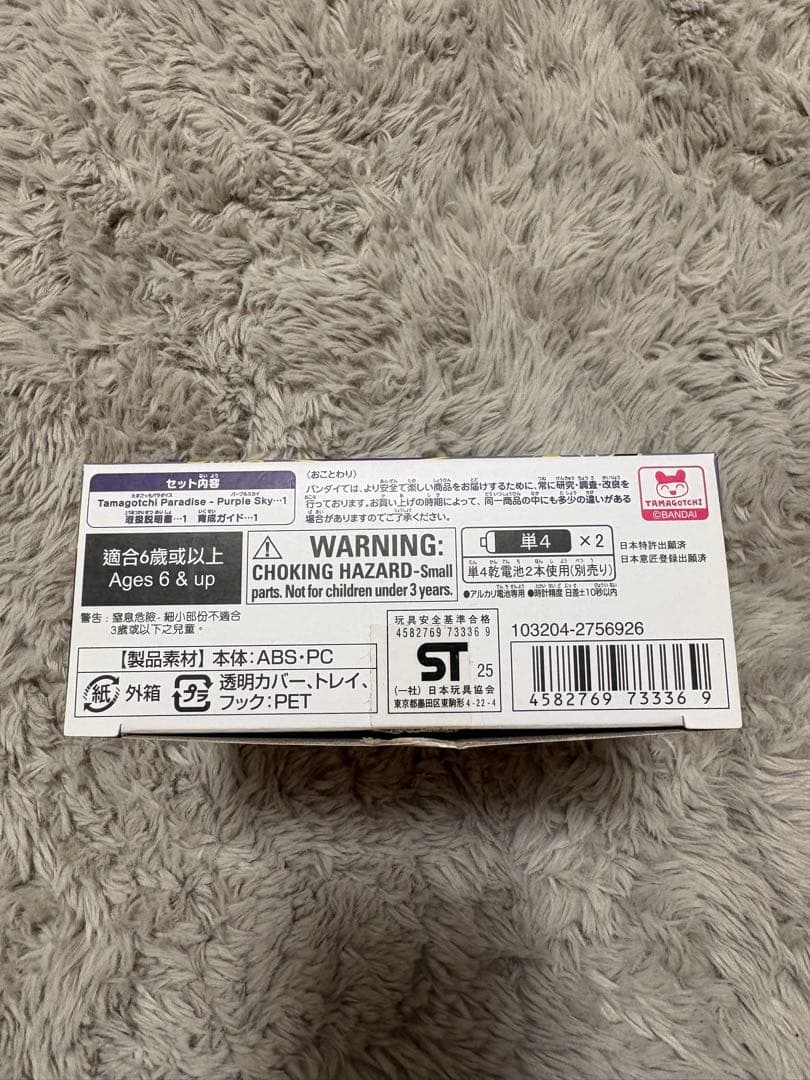 セット内容
Tamagotchi Paradise - Purple Sky…1
取扱説明書…1 育成ガイド…1
〈おことわり〉
バンダイでは、より安全で楽しい商品をお届けするために、常に研究・調査・改良を
行っております。お買い上げの時期によって、同一商品の中にも多少の違いがある
場合がありますのでご了承ください。
TAMAGOTCHI
©BANDAI
適合6歲或以上
Ages 6 & up
WARNING:
CHOKING HAZARD-Small
parts. Not for children under 3 years.
単4 ×2
単4乾電池2本使用(別売り)
●アルカリ電池専用 ●時計精度 日差±10秒以内
日本特許出願済
日本意匠登録出願済
警告 : 窒息危險 - 細小部份不適合
3歲或以下之兒童。
【製品素材】本体:ABS・PC
紙 外箱 プラ 透明カバー、トレイ、
フック:PET
玩具安全基準合格
4582769 73336 9
ST 25
(一社) 日本玩具協会
東京都墨田区東駒形4-22-4
103204-2756926
4 582769 733369